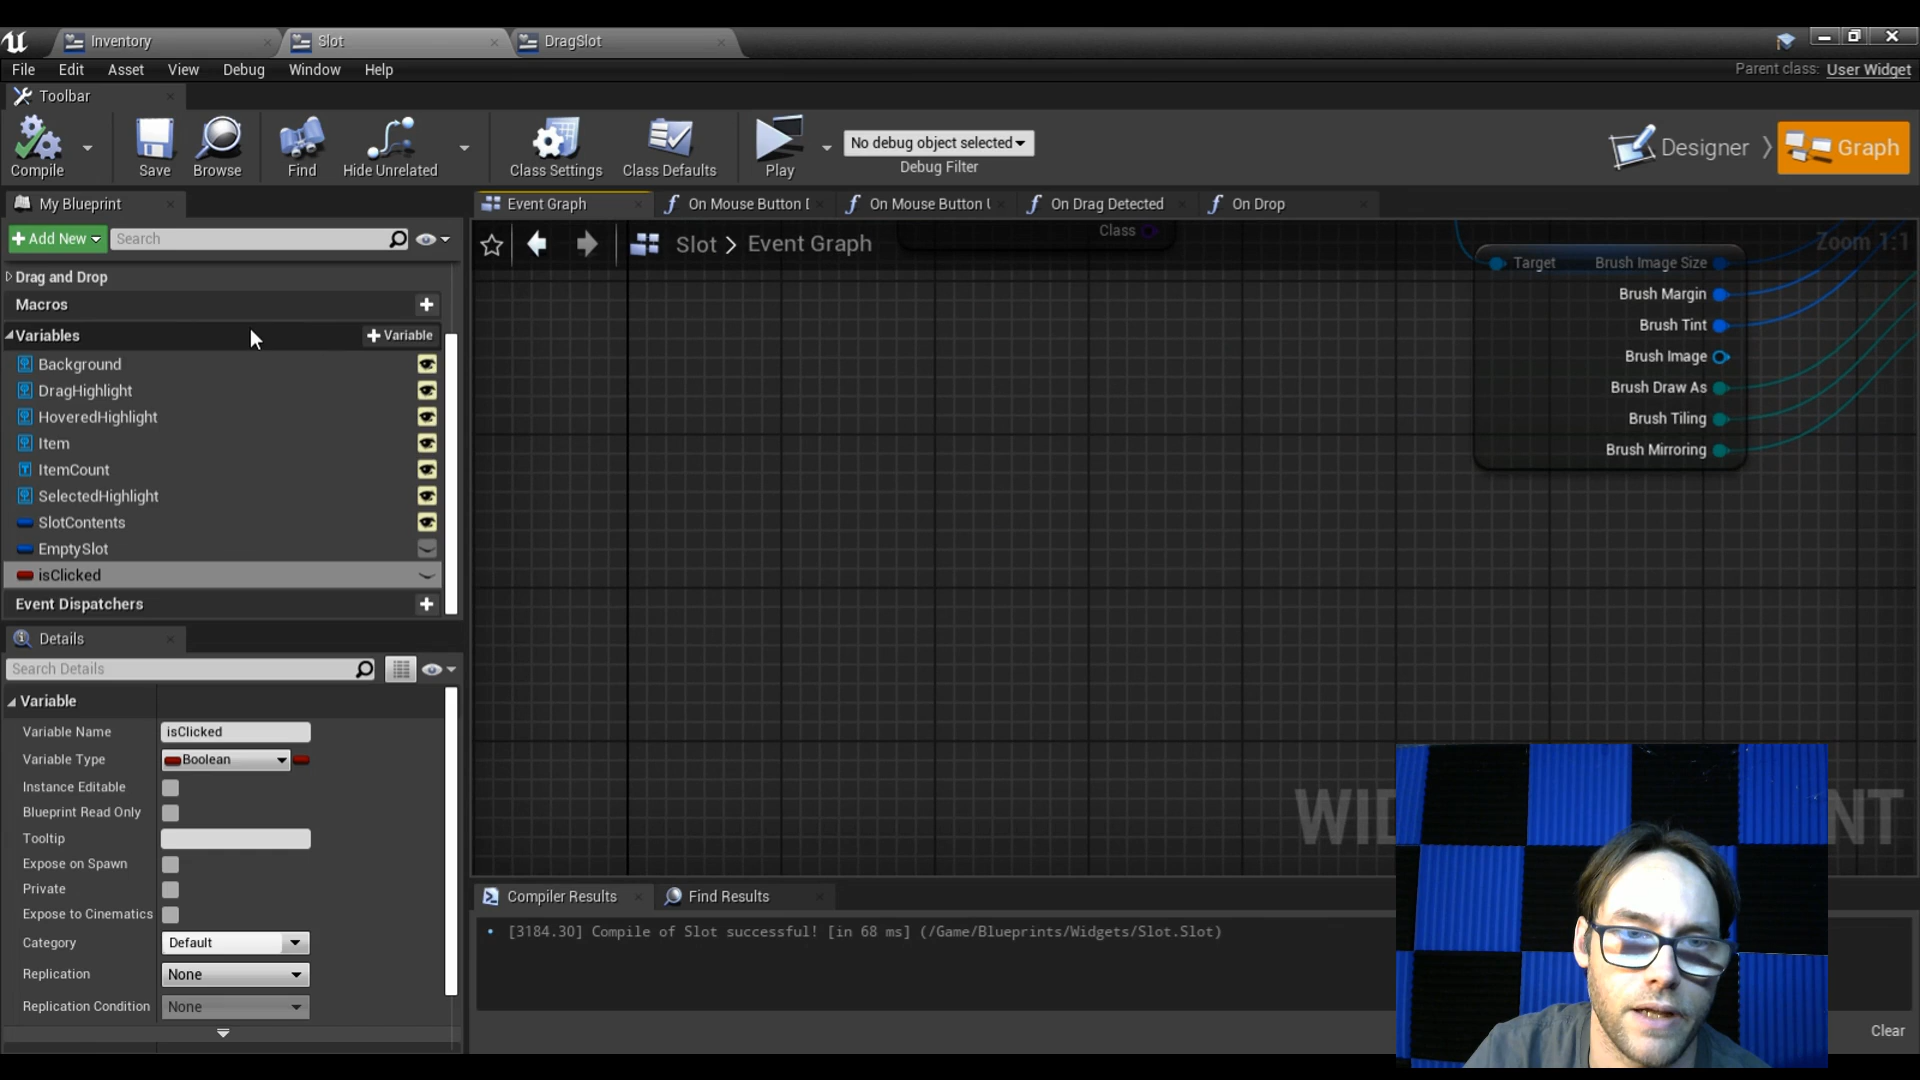 Inventory
Slot
DragSlot
File Edit Asset View Debug Window Help
Parent class: User Widget
Toolbar
Compile
Save
Browse
Find
Hide Unrelated
Class Settings
Class Defaults
Play
No debug object selected
Debug Filter
Designer
Graph
My Blueprint
Add New
Search
Drag and Drop
Macros
Variables
Variable
Background
DragHighlight
HoveredHighlight
Item
ItemCount
SelectedHighlight
SlotContents
EmptySlot
isClicked
Event Dispatchers
Details
Search Details
Variable
Variable Name isClicked
Variable Type Boolean
Instance Editable
Blueprint Read Only
Tooltip
Expose on Spawn
Private
Expose to Cinematics
Category Default
Replication None
Replication Condition None
Event Graph
On Mouse Button
On Mouse Button
On Drag Detected
On Drop
Slot > Event Graph
Zoom 1:1
Class
Target Brush Image Size
Brush Margin
Brush Tint
Brush Image
Brush Draw As
Brush Tiling
Brush Mirroring
Compiler Results
Find Results
[3184.30] Compile of Slot successful! [in 68 ms] (/Game/Blueprints/Widgets/Slot.Slot)
Clear